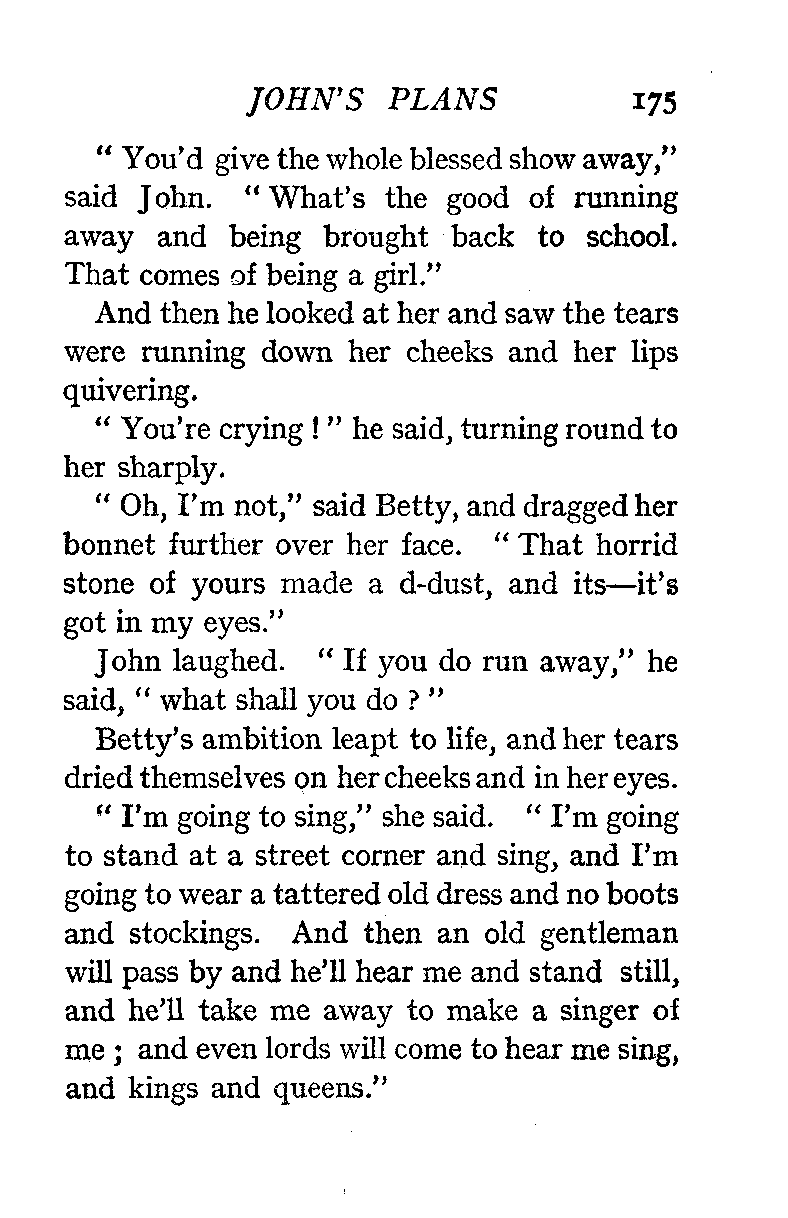 JOHN'S PLANS 175
“ You'd give the whole blessed show away,”
said John. “ What's the good of running
away and being brought back to school.
That comes of being a girl.”
And then he looked at her and saw the tears
were running down her cheeks and her lips
quivering.
“ You're crying ! ” he said, turning round to
her sharply.
“ Oh, I'm not,” said Betty, and dragged her
bonnet further over her face. “ That horrid
stone of yours made a d-dust, and its—it's
got in my eyes.”
John laughed. “ If you do run away,” he
said, “ what shall you do ? ”
Betty's ambition leapt to life, and her tears
dried themselves on her cheeks and in her eyes.
“ I'm going to sing,” she said. “ I'm going
to stand at a street corner and sing, and I'm
going to wear a tattered old dress and no boots
and stockings. And then an old gentleman
will pass by and he'll hear me and stand still,
and he'll take me away to make a singer of
me ; and even lords will come to hear me sing,
and kings and queens.”